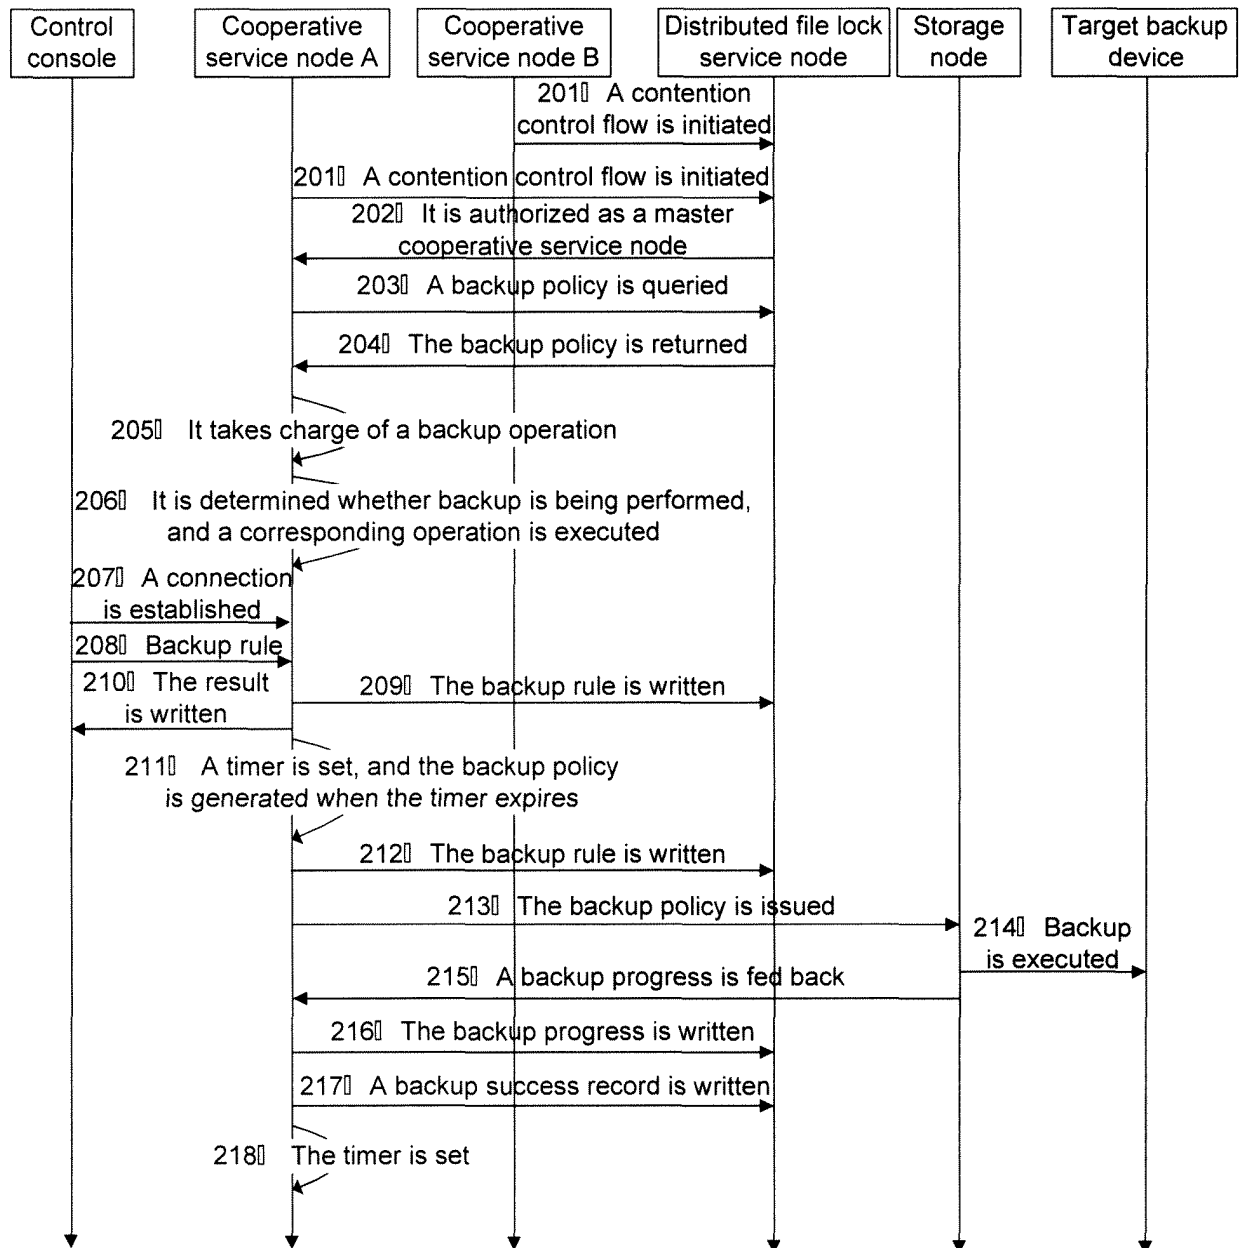 Control
console
Cooperative
service node A
Cooperative
service node B
Distributed file lock
service node
Storage
node
Target backup
device
201▯ A contention
control flow is initiated
201▯ A contention control flow is initiated
202▯ It is authorized as a master
cooperative service node
203▯ A backup policy is queried
204▯ The backup policy is returned
205▯ It takes charge of a backup operation
206▯ It is determined whether backup is being performed,
and a corresponding operation is executed
207▯ A connection
is established
208▯ Backup rule
210▯ The result
is written
209▯ The backup rule is written
211▯ A timer is set, and the backup policy
is generated when the timer expires
212▯ The backup rule is written
213▯ The backup policy is issued
214▯ Backup
is executed
215▯ A backup progress is fed back
216▯ The backup progress is written
217▯ A backup success record is written
218▯ The timer is set